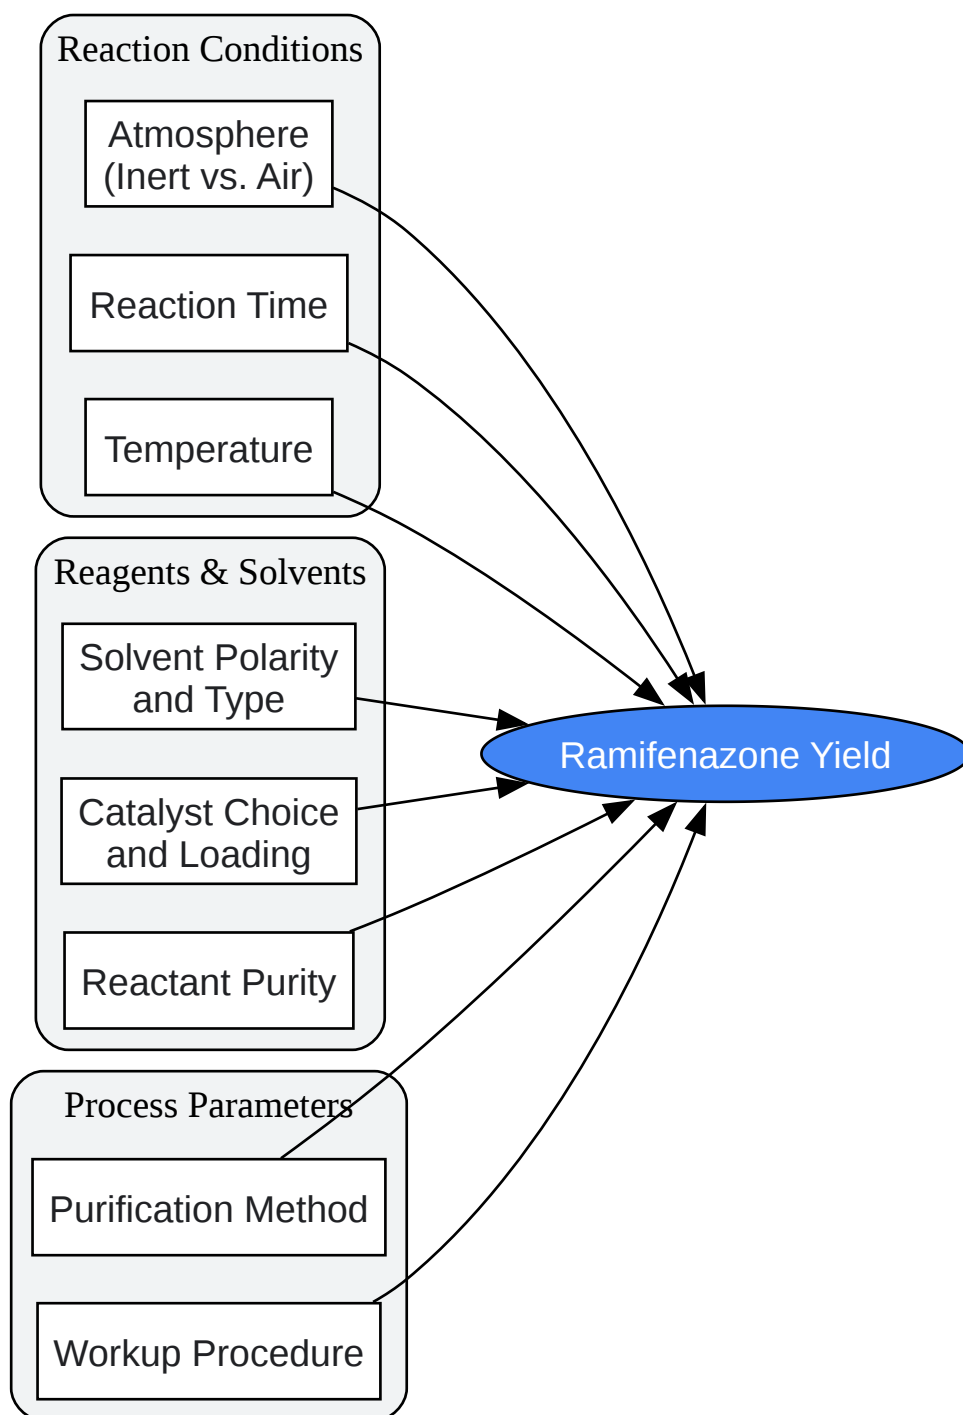 Reaction Conditions
Atmosphere
(Inert vs. Air)
Reaction Time
Temperature
Reagents & Solvents
Solvent Polarity
and Type
Catalyst Choice
and Loading
Reactant Purity
Process Parameters
Purification Method
Workup Procedure
Ramifenazone Yield